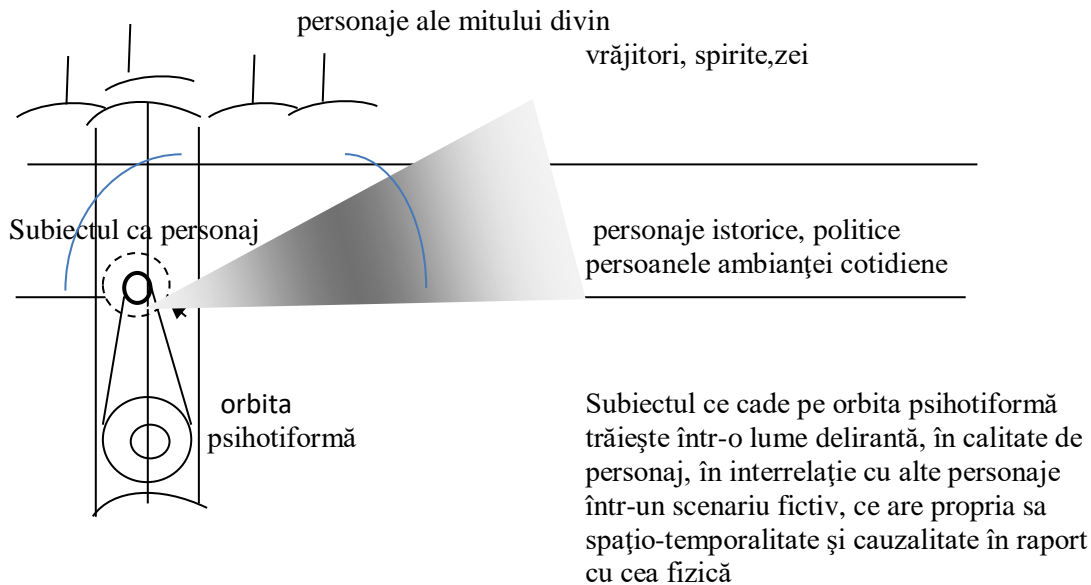 personaje ale mitului divin
vrăjitori, spirite,zei
Subiectul ca personaj
personaje istorice, politice
persoanele ambianţei cotidiene
orbita
psihotiformă
Subiectul ce cade pe orbita psihotiformă
trăieşte într-o lume delirantă, în calitate de
personaj, în interrelaţie cu alte personaje
într-un scenariu fictiv, ce are propria sa
spaţio-temporalitate şi cauzalitate în raport
cu cea fizică